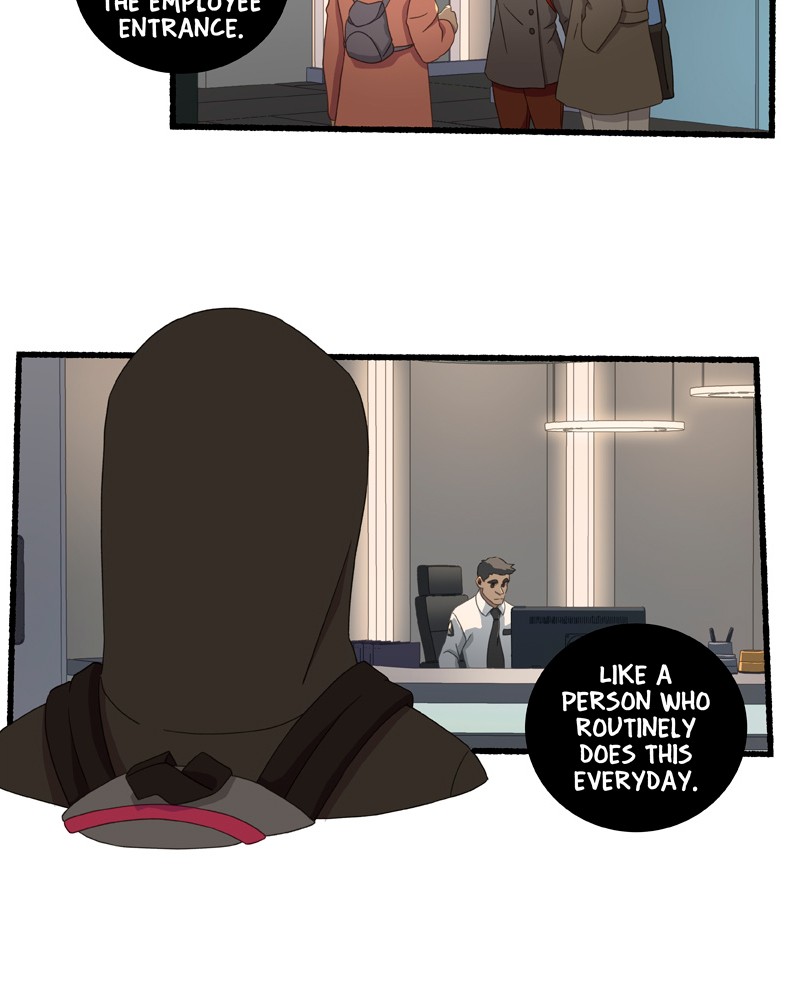 THE EMPLOYEE
ENTRANCE.
LIKE A
PERSON WHO
ROUTINELY
DOES THIS
EVERYDAY.